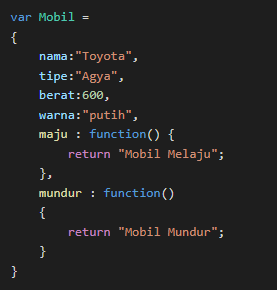 var Mobil =
{
    nama:"Toyota",
    tipe:"Agya",
    berat:600,
    warna:"putih",
    maju : function() {
        return "Mobil Melaju";
    },
    mundur : function()
    {
        return "Mobil Mundur";
    }
}